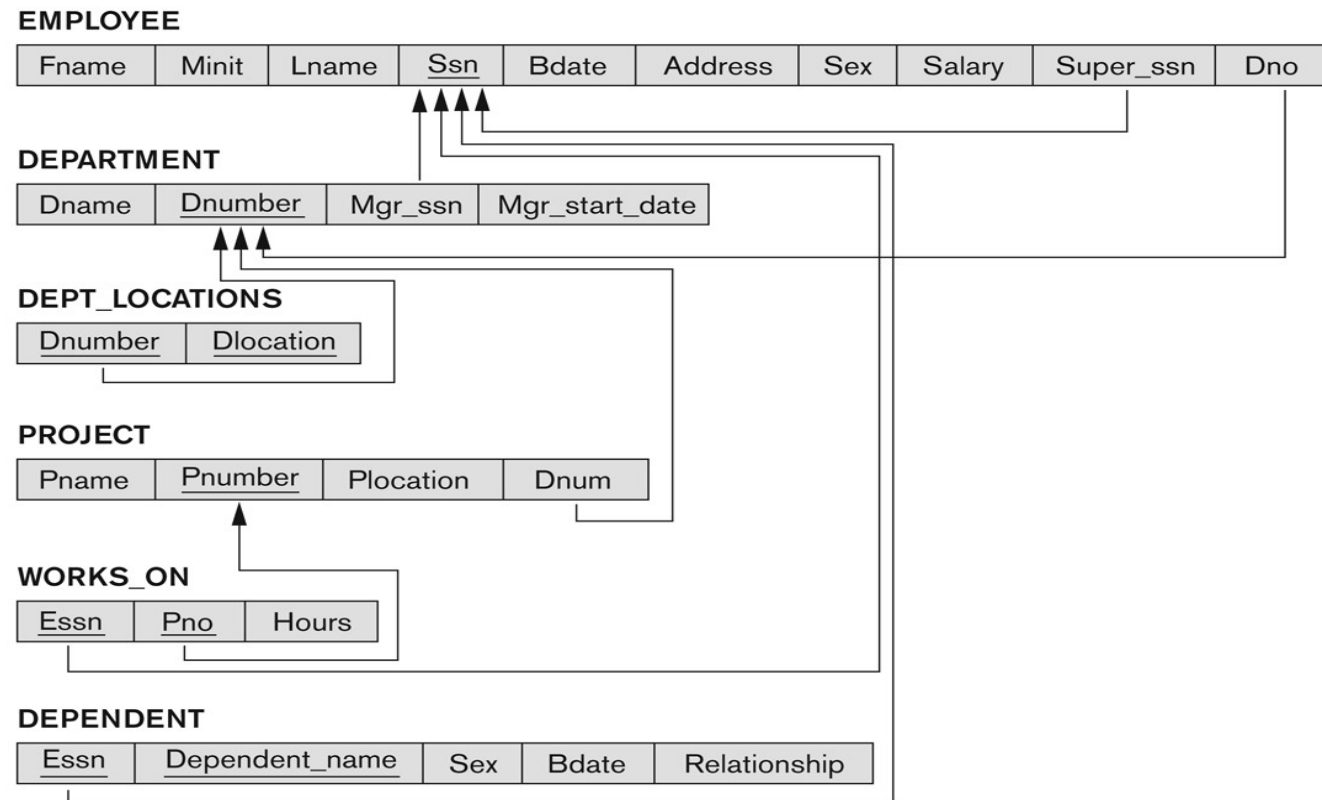 EMPLOYEE
Fname Minit Lname Ssn Bdate Address Sex Salary Super_ssn Dno
DEPARTMENT
Dname Dnumber Mgr_ssn Mgr_start_date
DEPT_LOCATIONS
Dnumber Dlocation
PROJECT
Pname Pnumber Plocation Dnum
WORKS_ON
Essn Pno Hours
DEPENDENT
Essn Dependent_name Sex Bdate Relationship